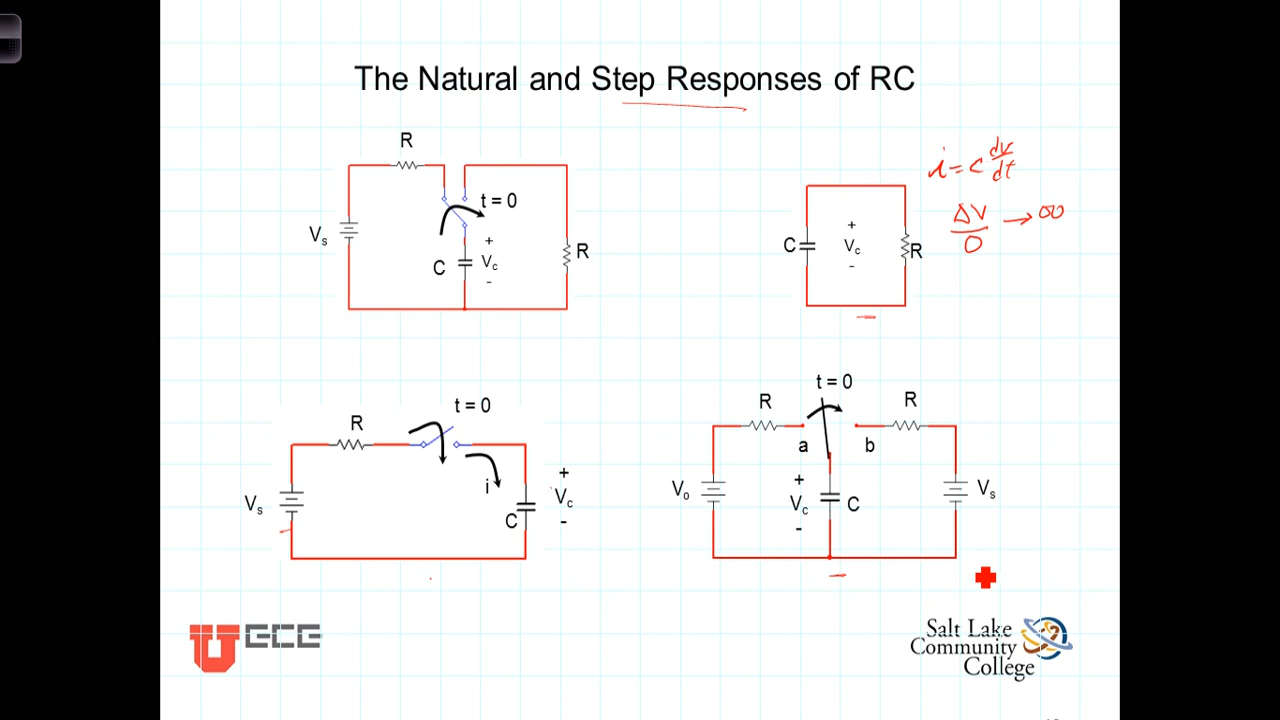 The Natural and Step Responses of RC
R
t = 0
Vs
+
C
Vc
-
R
i = C dv/dt
ΔV/0 → ∞
+
C
Vc
R
-
t = 0
R
i
+
Vs
Vc
C
-
t = 0
R
R
a
b
+
Vo
Vc
C
Vs
-
U ECE
Salt Lake
Community
College